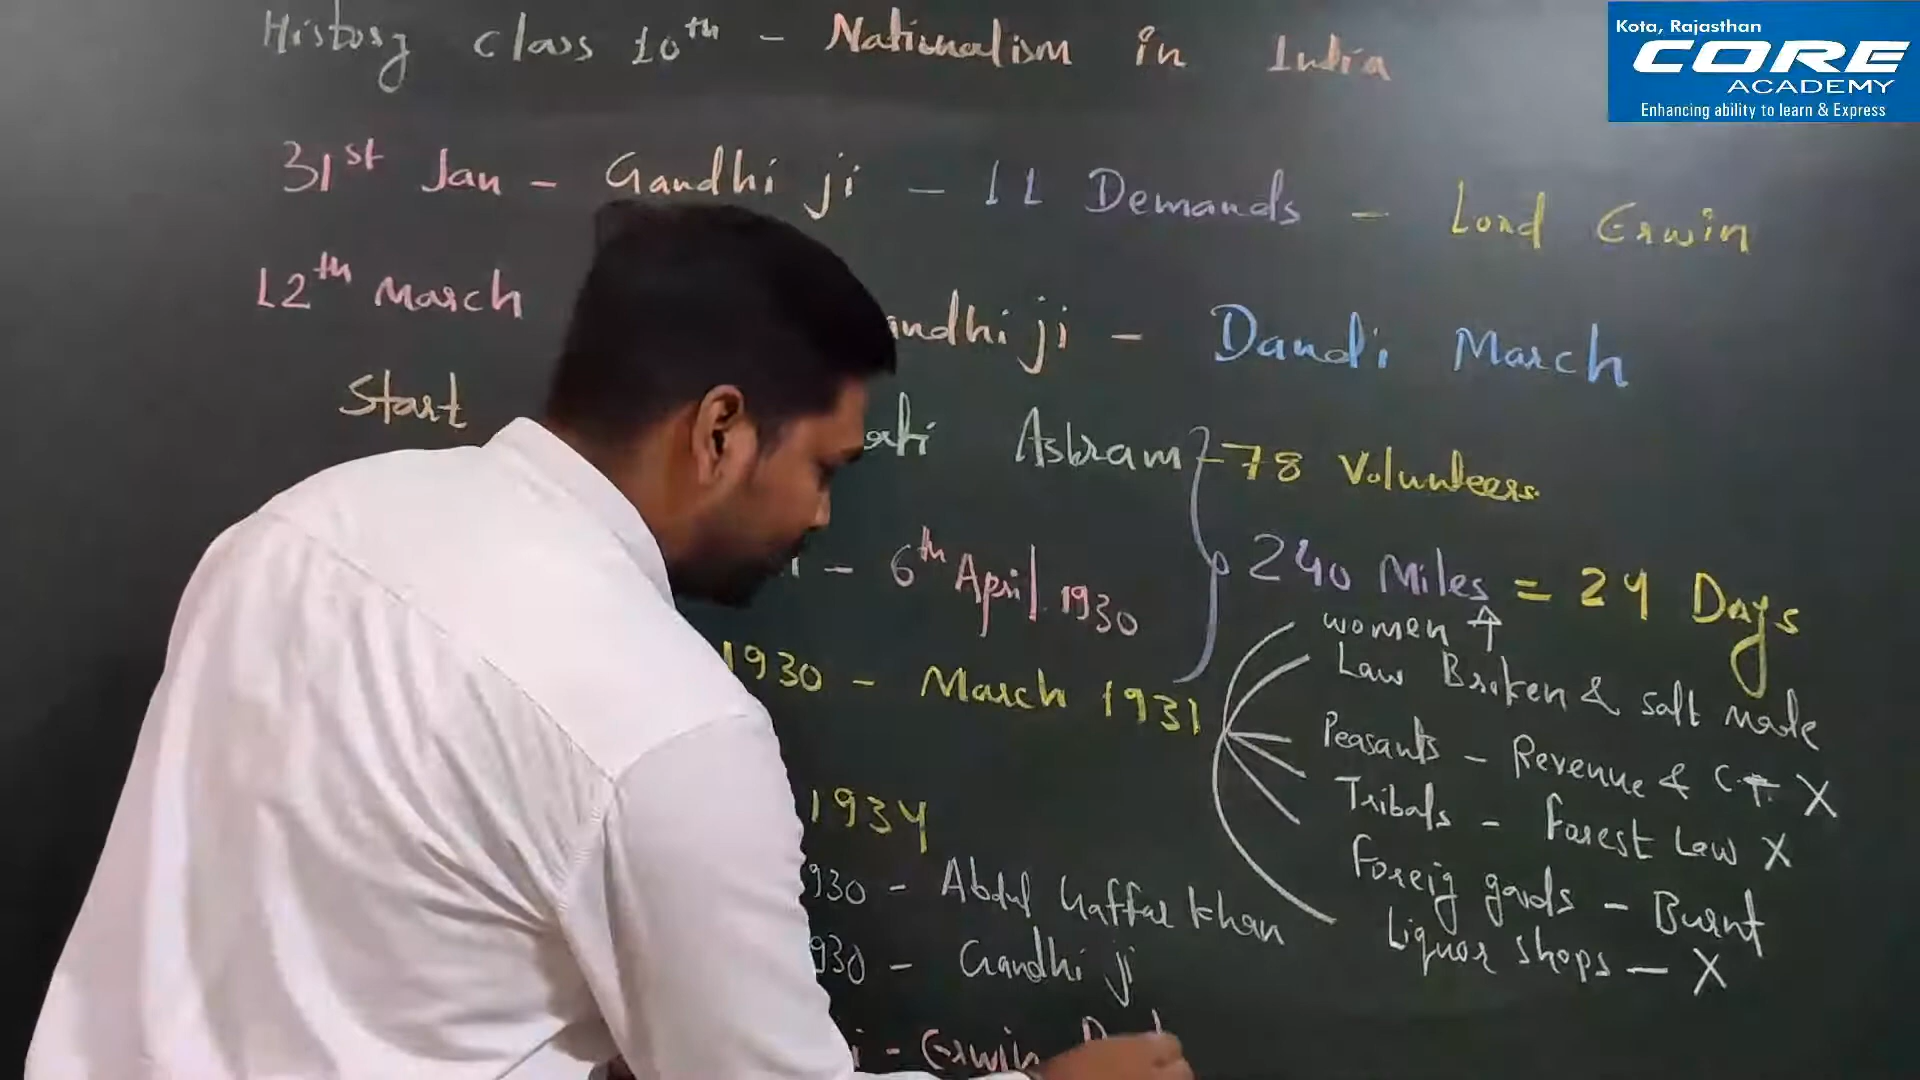 Kota, Rajasthan
CORE
ACADEMY
Enhancing ability to learn & Express
History class 10th - Nationalism in India
31st Jan - Gandhi ji - 11 Demands - Lord Erwin
12th March andhi ji - Dandi March
Start ati Ashram - 78 Volunteers
240 Miles = 24 Days
i - 6th April 1930
1930 - March 1931
women ↑
Law Broken & salt made
Peasants - Revenue & C.T. X
Tribals - Forest Law X
Foreig goods - Burnt
Liquor shops - X
1934
930 - Abdul Gaffar Khan
930 - Gandhi ji
i - Erwin